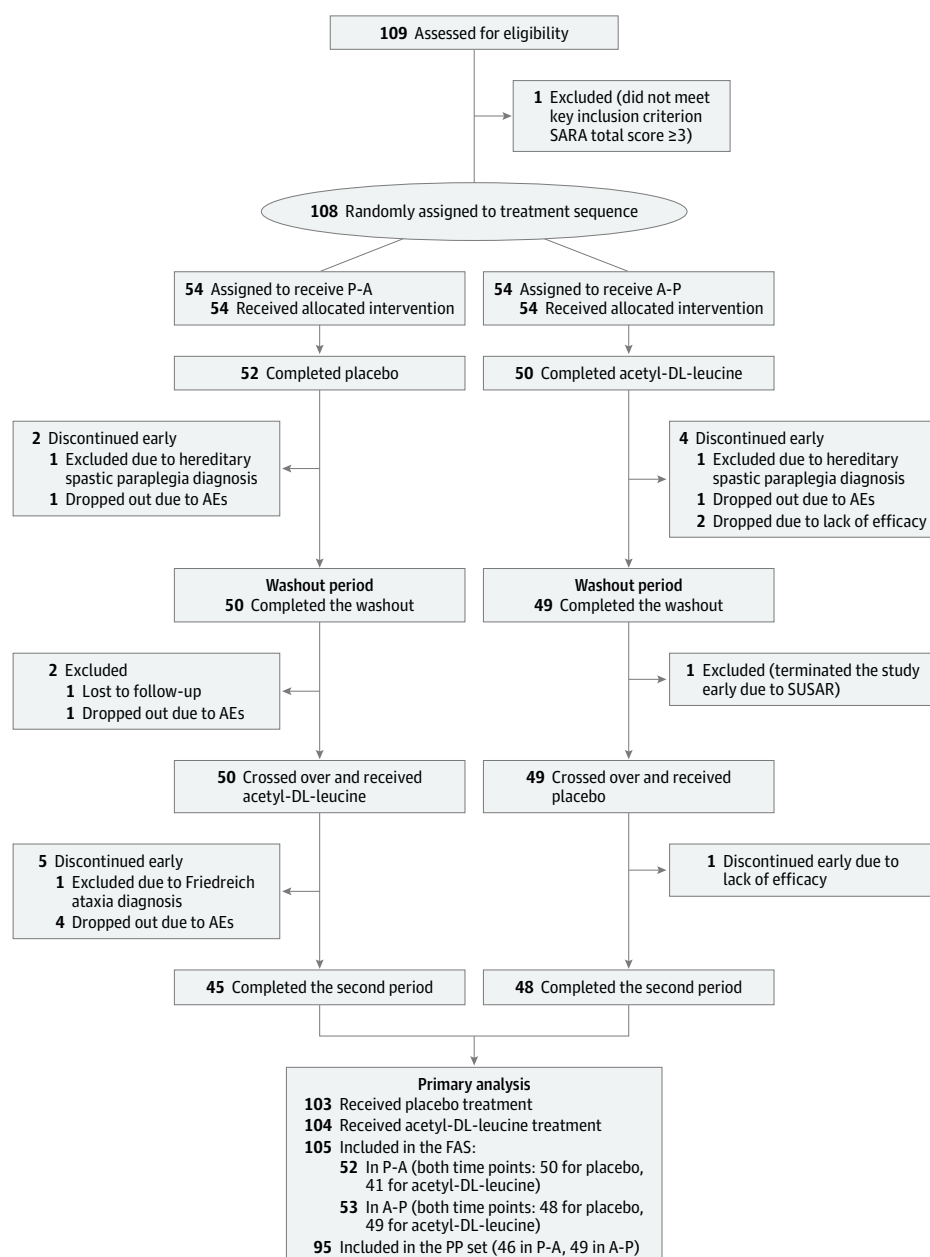 109 Assessed for eligibility
1 Excluded (did not meet
key inclusion criterion
SARA total score ≥3)
108 Randomly assigned to treatment sequence
54 Assigned to receive P-A
54 Received allocated intervention
54 Assigned to receive A-P
54 Received allocated intervention
52 Completed placebo
50 Completed acetyl-DL-leucine
2 Discontinued early
1 Excluded due to hereditary
spastic paraplegia diagnosis
1 Dropped out due to AEs
4 Discontinued early
1 Excluded due to hereditary
spastic paraplegia diagnosis
1 Dropped out due to AEs
2 Dropped due to lack of efficacy
Washout period
50 Completed the washout
Washout period
49 Completed the washout
2 Excluded
1 Lost to follow-up
1 Dropped out due to AEs
1 Excluded (terminated the study
early due to SUSAR)
50 Crossed over and received
acetyl-DL-leucine
49 Crossed over and received
placebo
5 Discontinued early
1 Excluded due to Friedreich
ataxia diagnosis
4 Dropped out due to AEs
1 Discontinued early due to
lack of efficacy
45 Completed the second period
48 Completed the second period
Primary analysis
103 Received placebo treatment
104 Received acetyl-DL-leucine treatment
105 Included in the FAS:
52 In P-A (both time points: 50 for placebo,
41 for acetyl-DL-leucine)
53 In A-P (both time points: 48 for placebo,
49 for acetyl-DL-leucine)
95 Included in the PP set (46 in P-A, 49 in A-P)